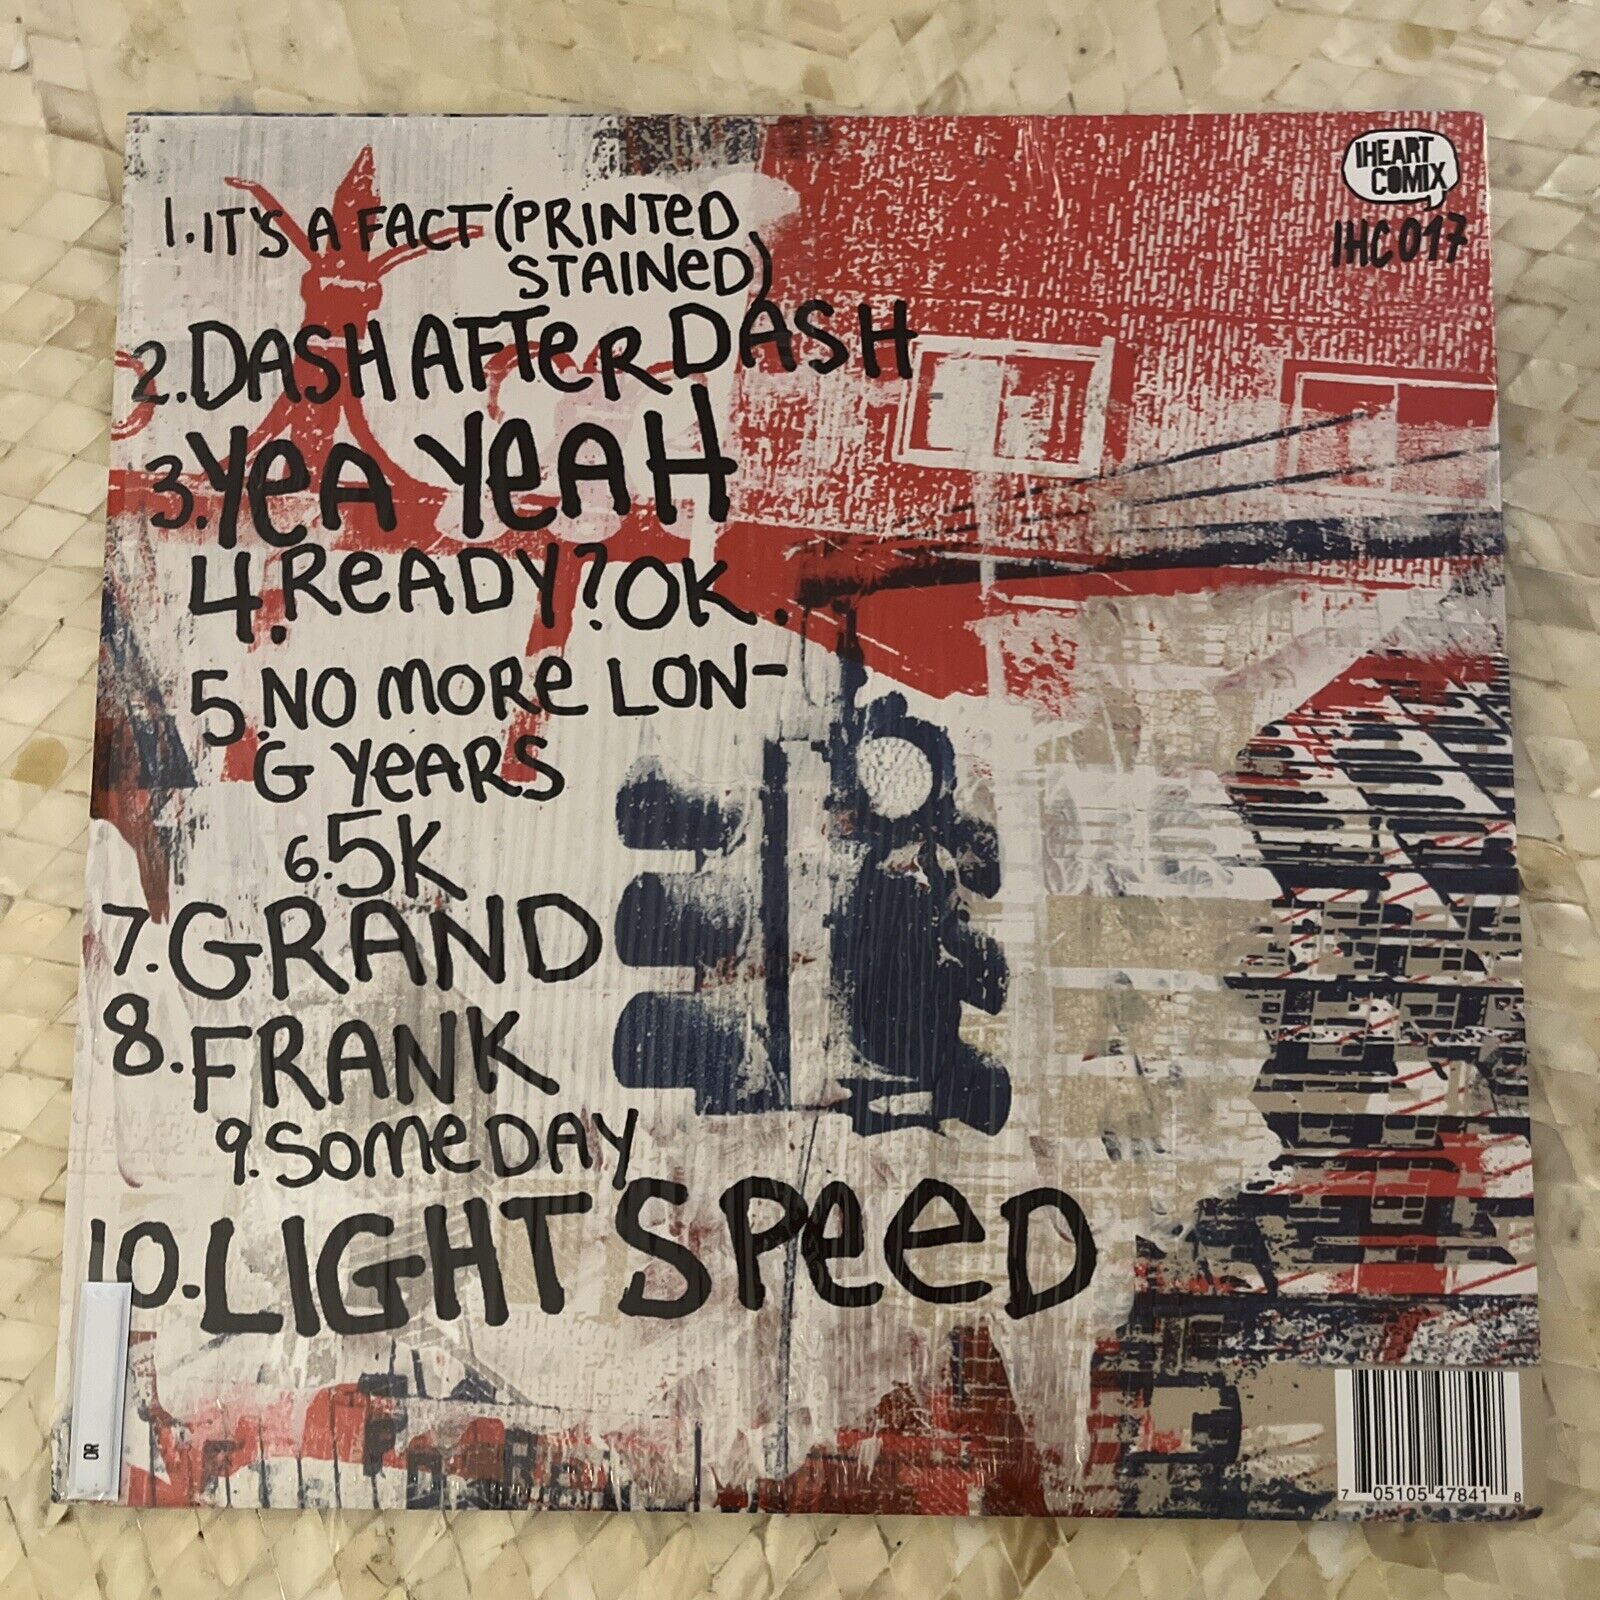 1. IT'S A FACT (PRINTED
STAINED)
2. DASH AFTER DASH
3. YEA YEAH
4. READY? OK.
5. NO MORE LON-
G YEARS
6. 5K
7. GRAND
8. FRANK
9. SOMEDAY
10. LIGHT SPEED
IHEART
COMIX
IHC017
OR
7 05105 47841 8